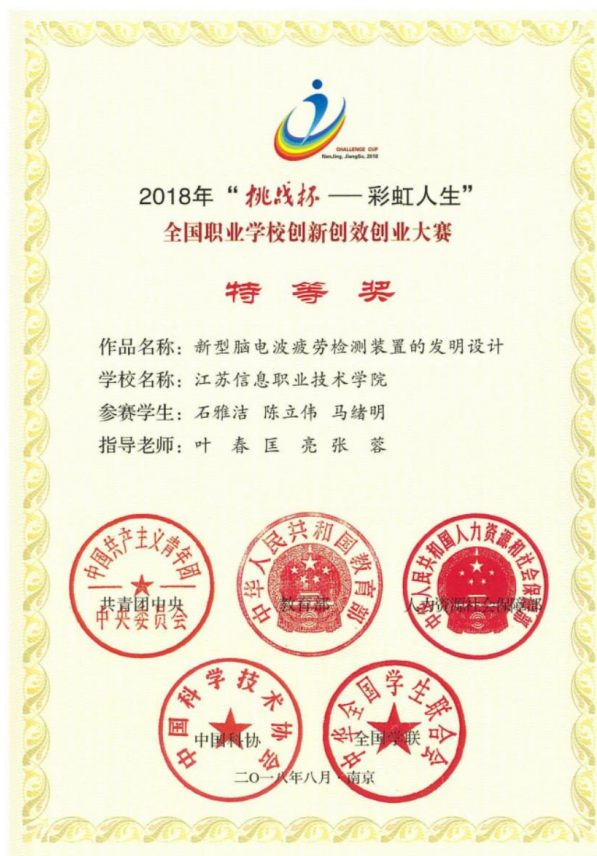 CHALLENGE CUP
NanJing, JiangSu, 2018
2018年“挑战杯——彩虹人生”
全国职业学校创新创效创业大赛
特等奖
作品名称：新型脑电波疲劳检测装置的发明设计
学校名称：江苏信息职业技术学院
参赛学生：石雅洁 陈立伟 马绪明
指导老师：叶 春 匡 亮 张 蓉
中国共产主义青年团
中央委员会
共青团中央
中华人民共和国教育部
教育部
中华人民共和国人力资源和社会保障部
人力资源社会保障部
中国科学技术协会
中国科协
中华全国学生联合会
全国学联
二〇一八年八月·南京